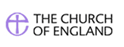 THE CHURCH
OF ENGLAND